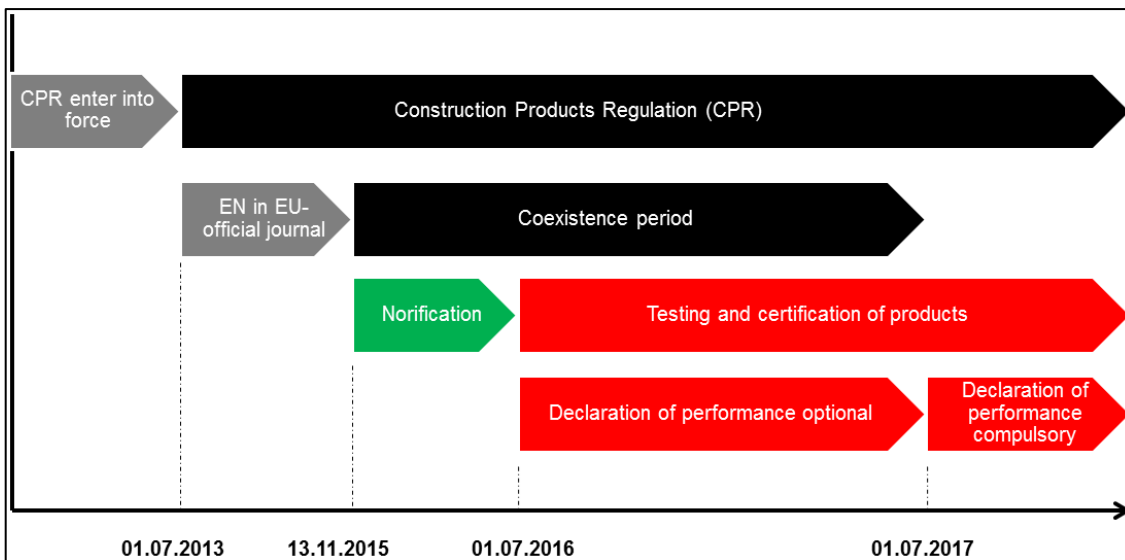 CPR enter into
force
Construction Products Regulation (CPR)
EN in EU-
official journal
Coexistence period
Norification
Testing and certification of products
Declaration of performance optional
Declaration of
performance
compulsory
01.07.2013
13.11.2015
01.07.2016
01.07.2017